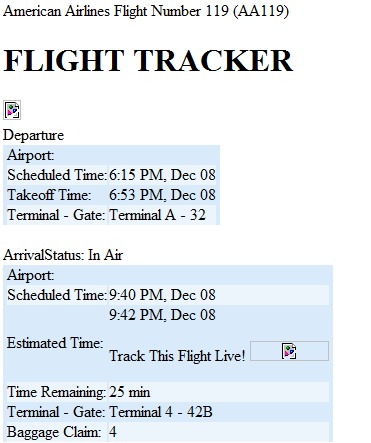 American Airlines Flight Number 119 (AA119)
FLIGHT TRACKER
Departure
Airport:
Scheduled Time: 6:15 PM, Dec 08
Takeoff Time: 6:53 PM, Dec 08
Terminal - Gate: Terminal A - 32
ArrivalStatus: In Air
Airport:
Scheduled Time: 9:40 PM, Dec 08
9:42 PM, Dec 08
Estimated Time:
Track This Flight Live!
Time Remaining: 25 min
Terminal - Gate: Terminal 4 - 42B
Baggage Claim: 4